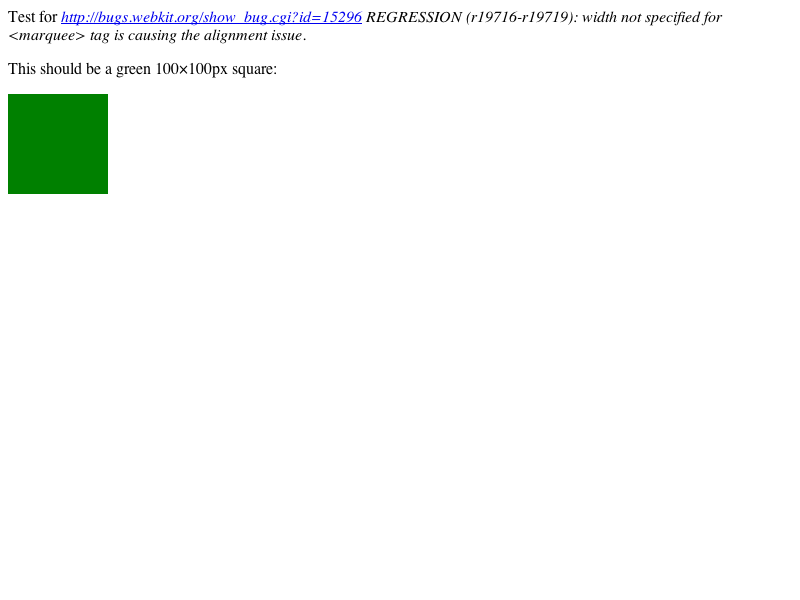 Test for http://bugs.webkit.org/show_bug.cgi?id=15296 REGRESSION (r19716-r19719): width not specified for
<marquee> tag is causing the alignment issue.
This should be a green 100×100px square: